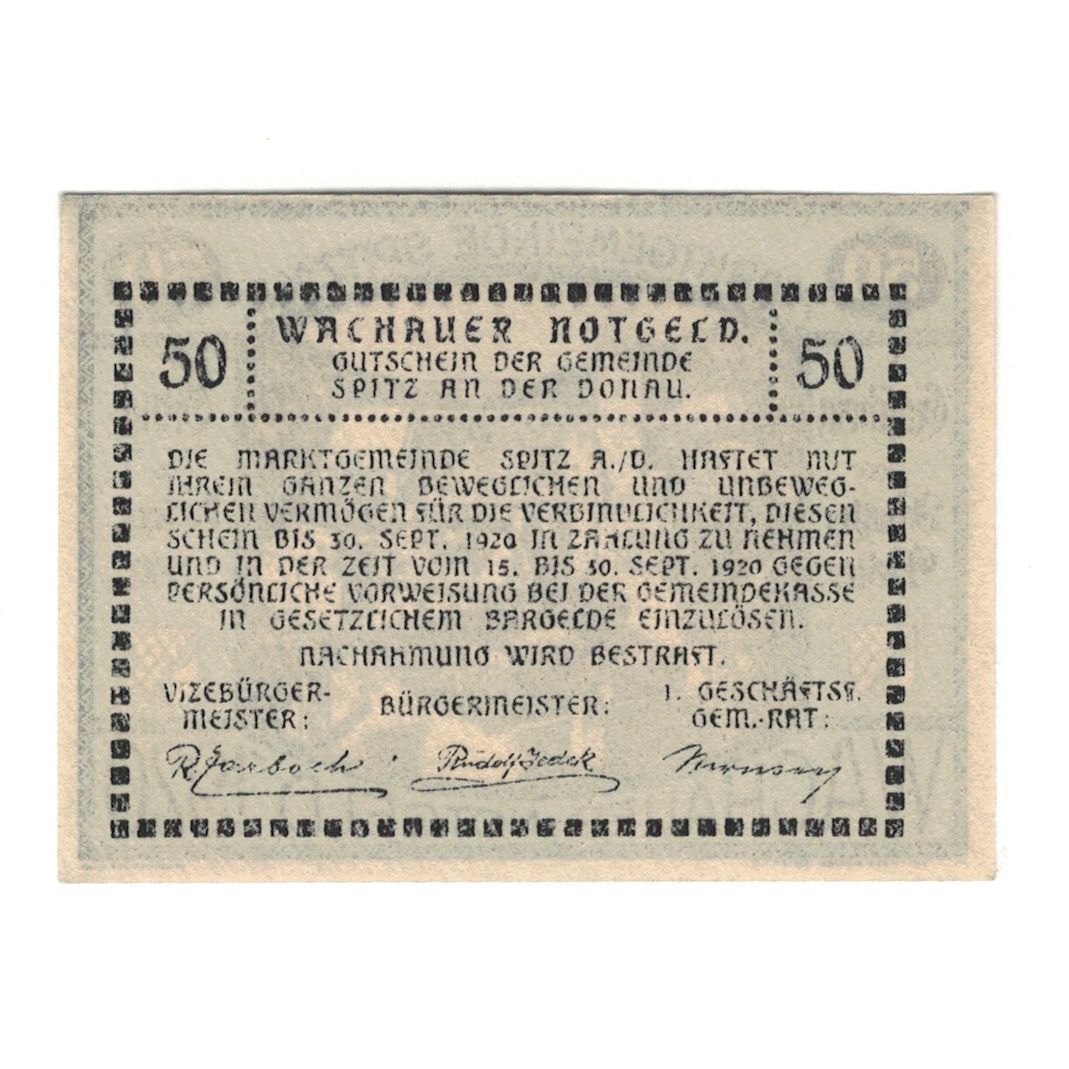 WACHAUER NOTGELD.
50 GUTSCHEIN DER GEMEINDE 50
SPITZ AN DER DONAU.
DIE MARKTGEMEINDE SPITZ A./D. HAFTET MIT
IHREM GANZEN BEWEGLICHEN UND UNBEWEG-
LICHEN VERMÖGEN FÜR DIE VERBINDLICHKEIT, DIESEN
SCHEIN BIS 30. SEPT. 1920 IN ZAHLUNG ZU NEHMEN
UND IN DER ZEIT VOM 15. BIS 30. SEPT. 1920 GEGEN
PERSÖNLICHE VORWEISUNG BEI DER GEMEINDEKASSE
IN GESETZLICHEM BARGELDE EINZULÖSEN.
NACHAHMUNG WIRD BESTRAFT.
VIZEBÜRGER-
MEISTER:
BÜRGERMEISTER:
1. GESCHÄFTSF.
GEM.-RAT:
Rudolf